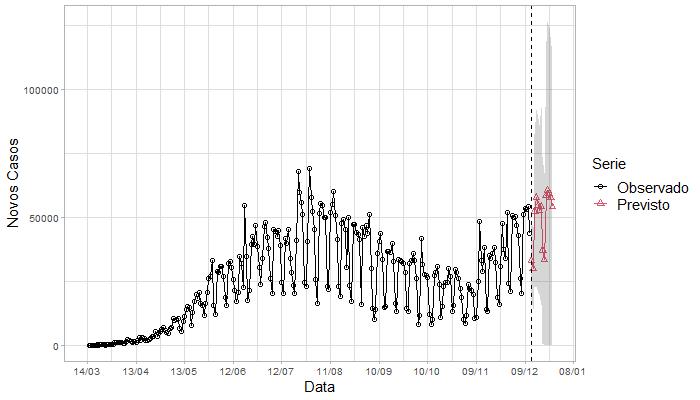 Novos Casos
100000
50000
0
14/03 13/04 13/05 12/06 12/07 11/08 10/09 10/10 09/11 09/12 08/01
Data
Serie
Observado
Previsto